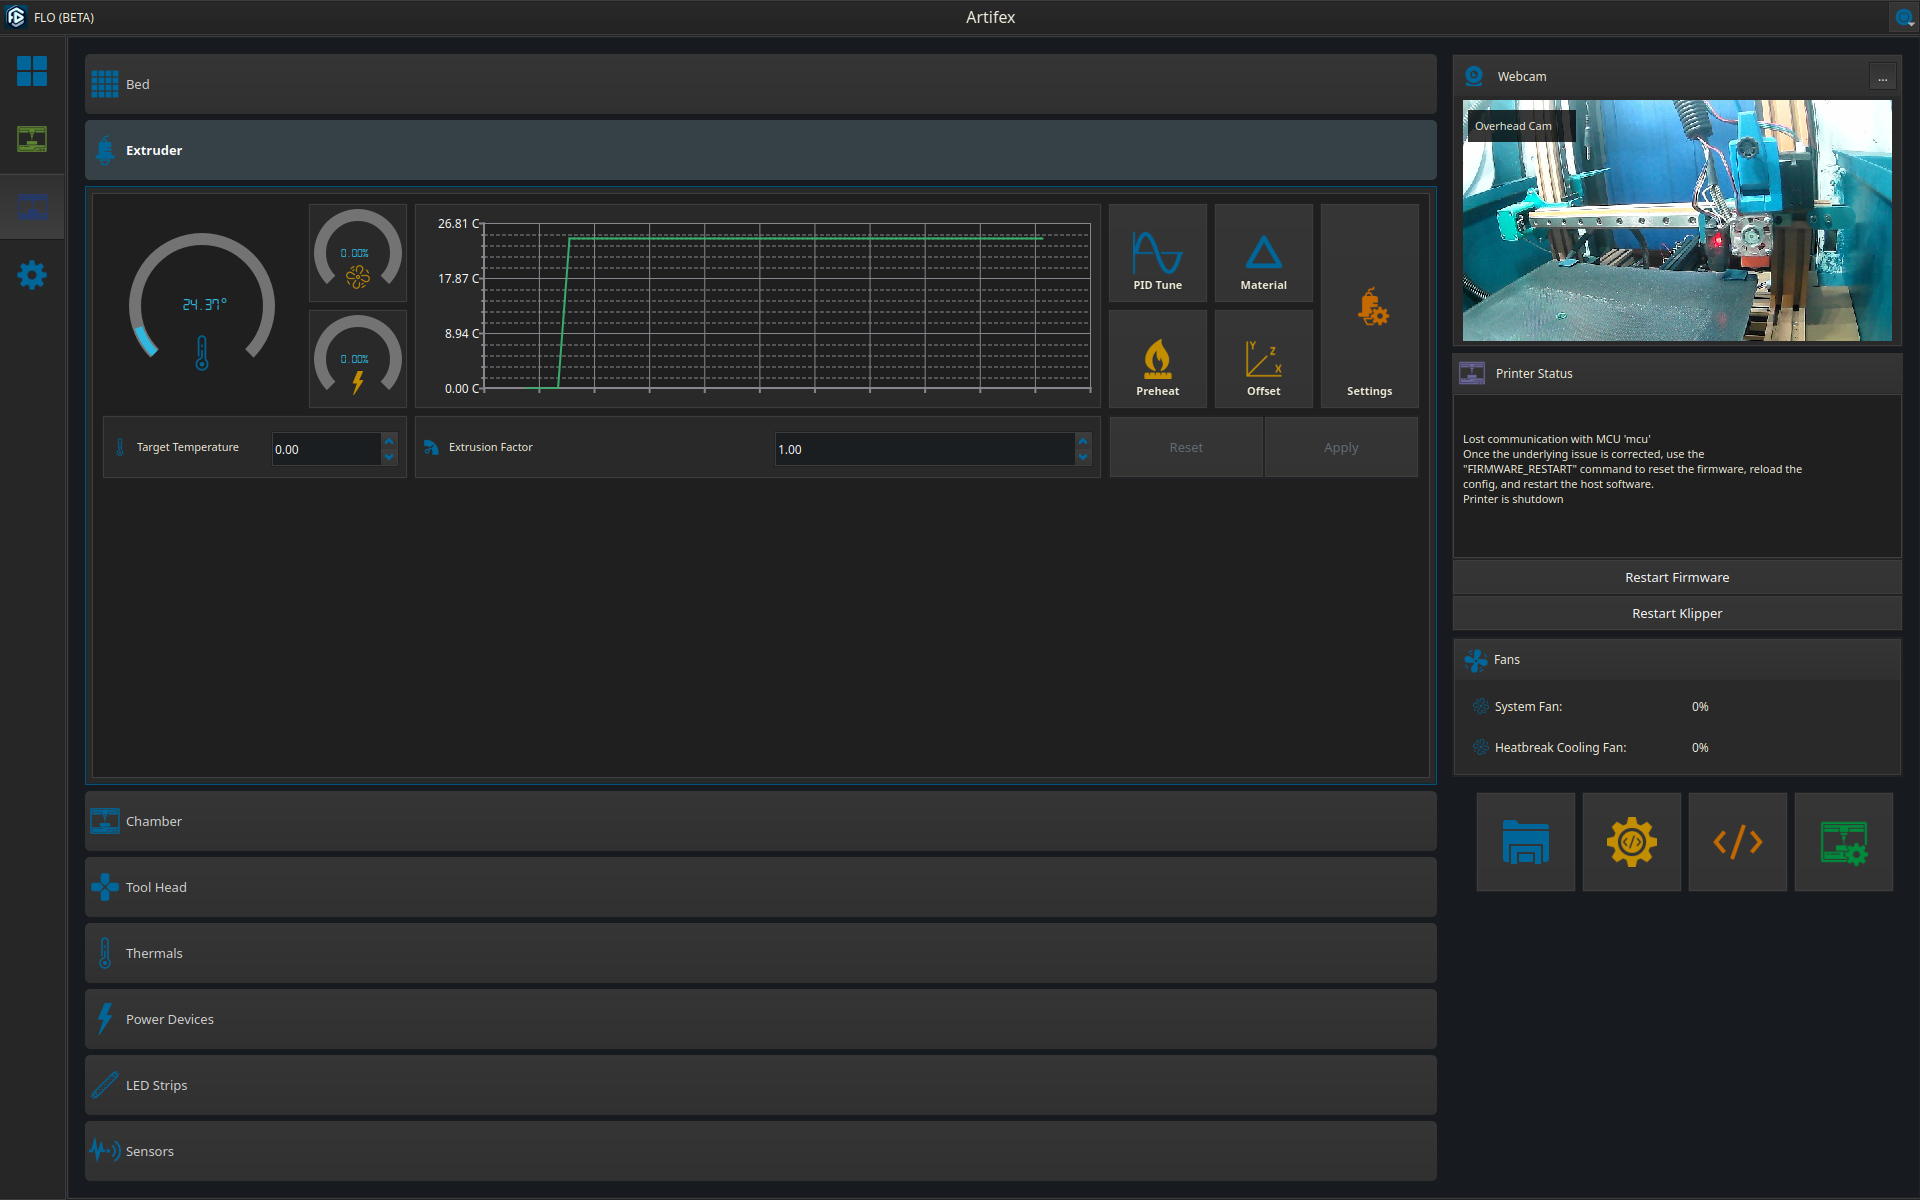 FLO (BETA)
Artifex
Bed
Extruder
24.37°
0.00%
0.00%
26.81 C
17.87 C
8.94 C
0.00 C
PID Tune
Material
Preheat
Y
Z
X
Offset
Settings
Target Temperature
0.00
Extrusion Factor
1.00
Reset
Apply
Chamber
Tool Head
Thermals
Power Devices
LED Strips
Sensors
Webcam
...
Overhead Cam
Printer Status
Lost communication with MCU 'mcu'
Once the underlying issue is corrected, use the
"FIRMWARE_RESTART" command to reset the firmware, reload the
config, and restart the host software.
Printer is shutdown
Restart Firmware
Restart Klipper
Fans
System Fan:
0%
Heatbreak Cooling Fan:
0%